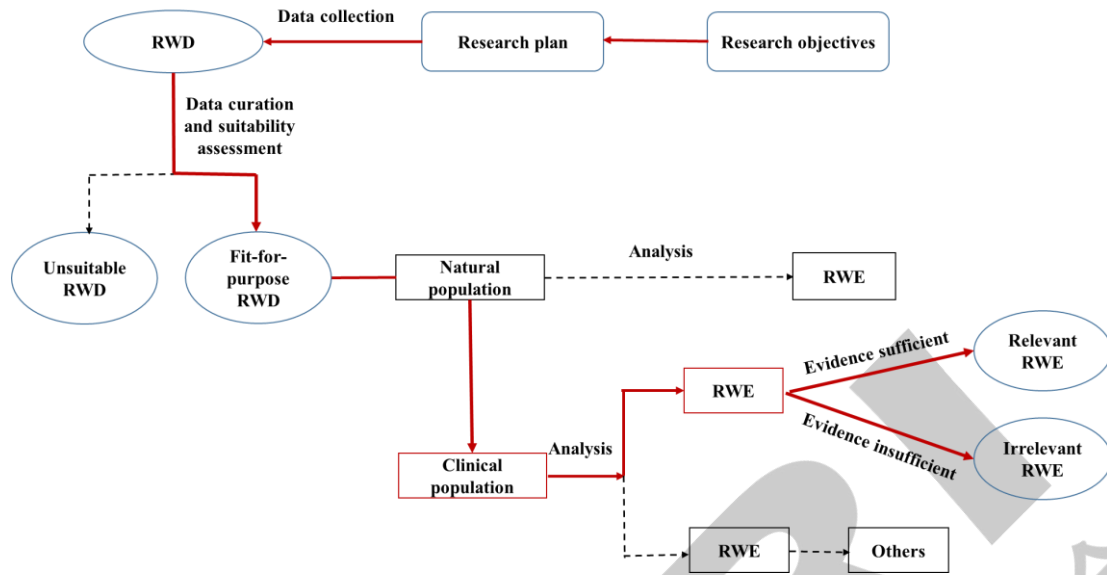 Data collection
RWD
Research plan
Research objectives
Data curation
and suitability
assessment
Unsuitable
RWD
Fit-for-
purpose
RWD
Natural
population
Analysis
RWE
Clinical
population
Analysis
RWE
Evidence sufficient
Evidence insufficient
Relevant
RWE
Irrelevant
RWE
RWE
Others